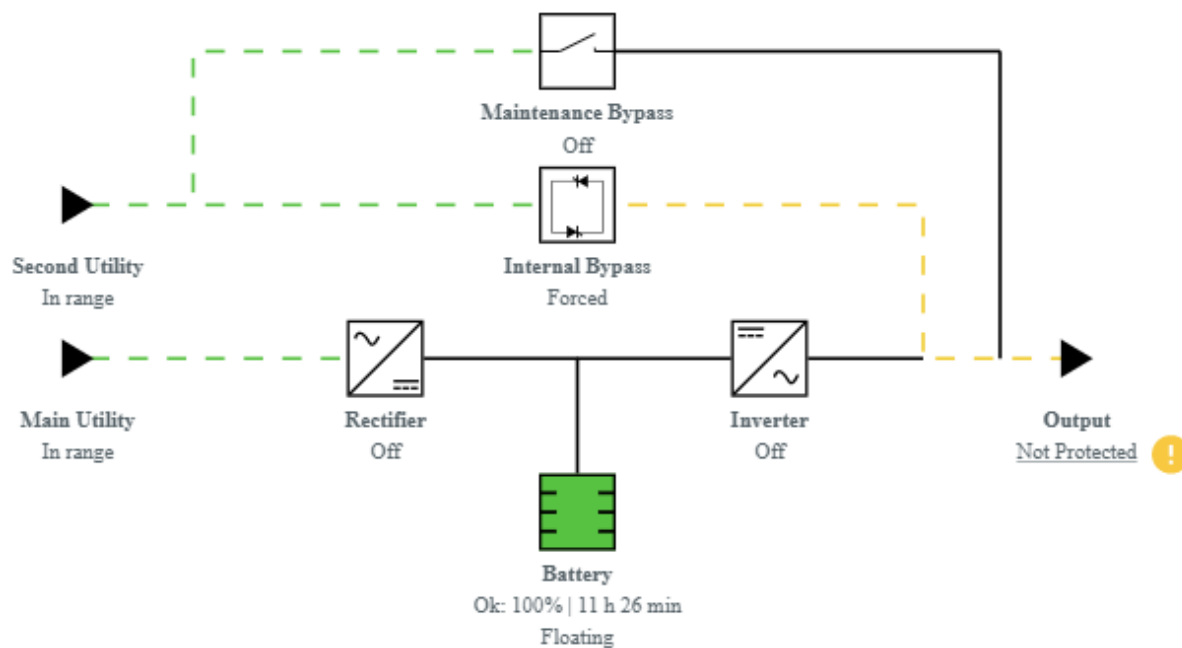 Maintenance Bypass
Off
Second Utility
In range
Internal Bypass
Forced
Main Utility
In range
Rectifier
Off
Inverter
Off
Output
Not Protected
!
Battery
Ok: 100% | 11 h 26 min
Floating